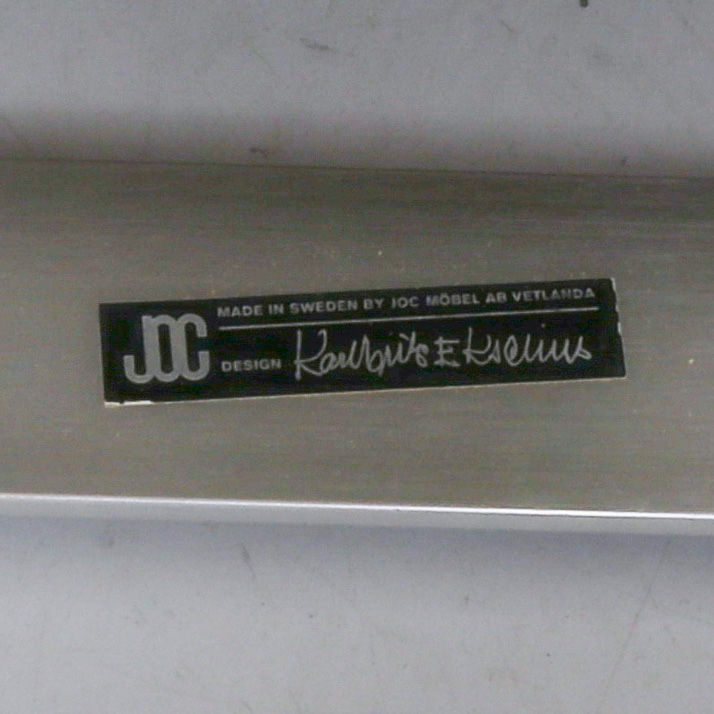 JOC
MADE IN SWEDEN BY JOC MÖBEL AB VETLANDA
DESIGN Karl Erik Ekselius